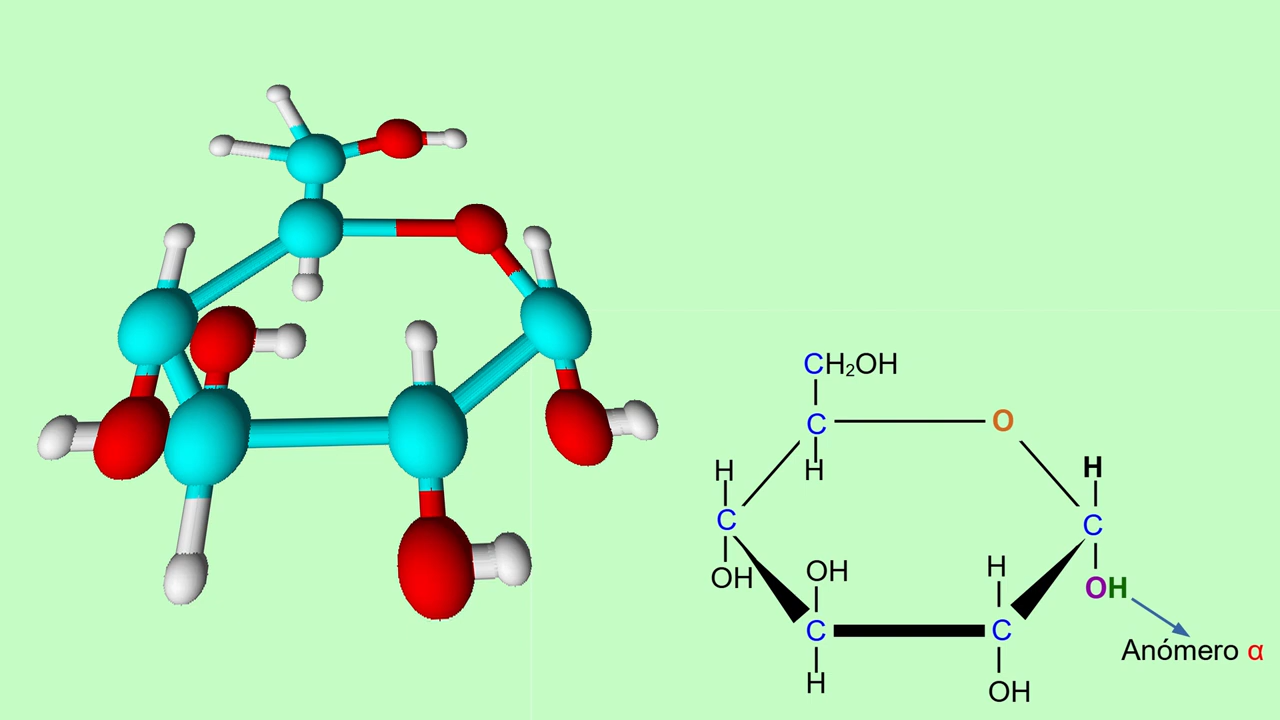 CH₂OH
C O
H H H
C C
OH OH H OH
C C Anómero α
H OH